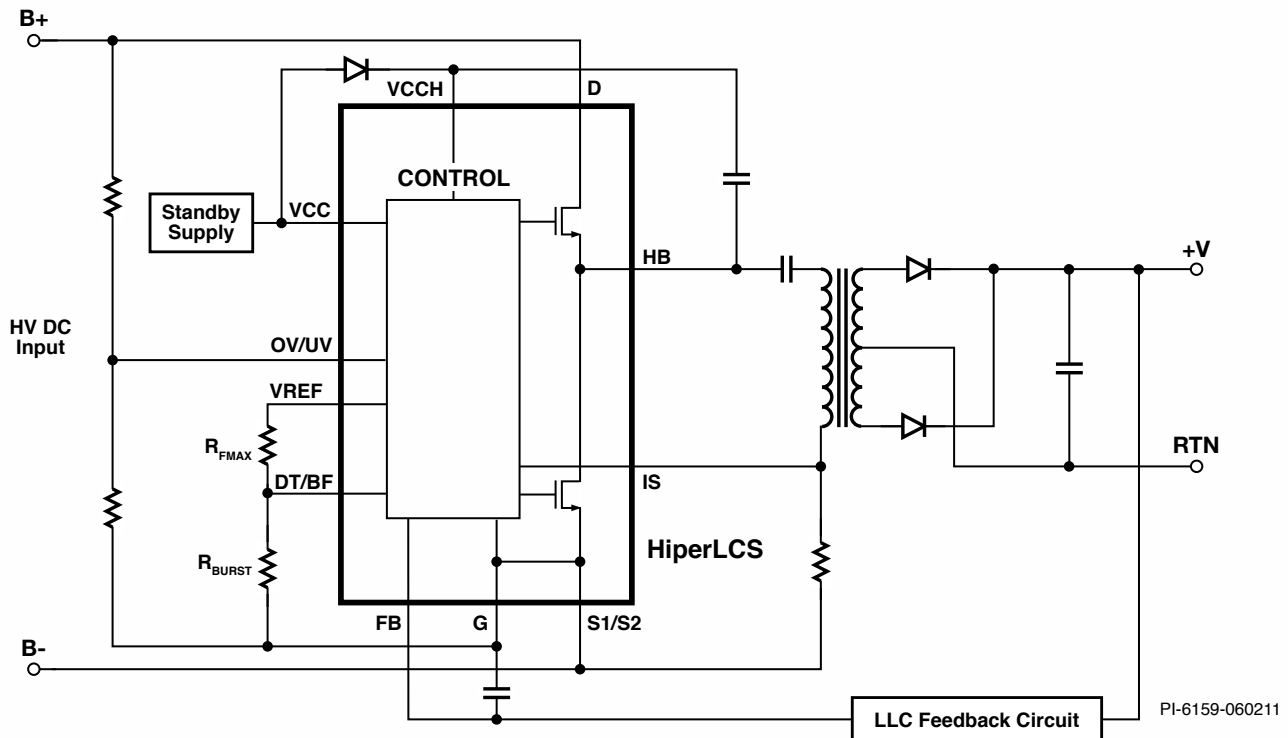 B+
VCCH
D
CONTROL
Standby
Supply
VCC
HB
+V
HV DC
Input
OV/UV
VREF
RFMAX
DT/BF
IS
RTN
HiperLCS
RBURST
FB
G
S1/S2
B-
LLC Feedback Circuit
PI-6159-060211